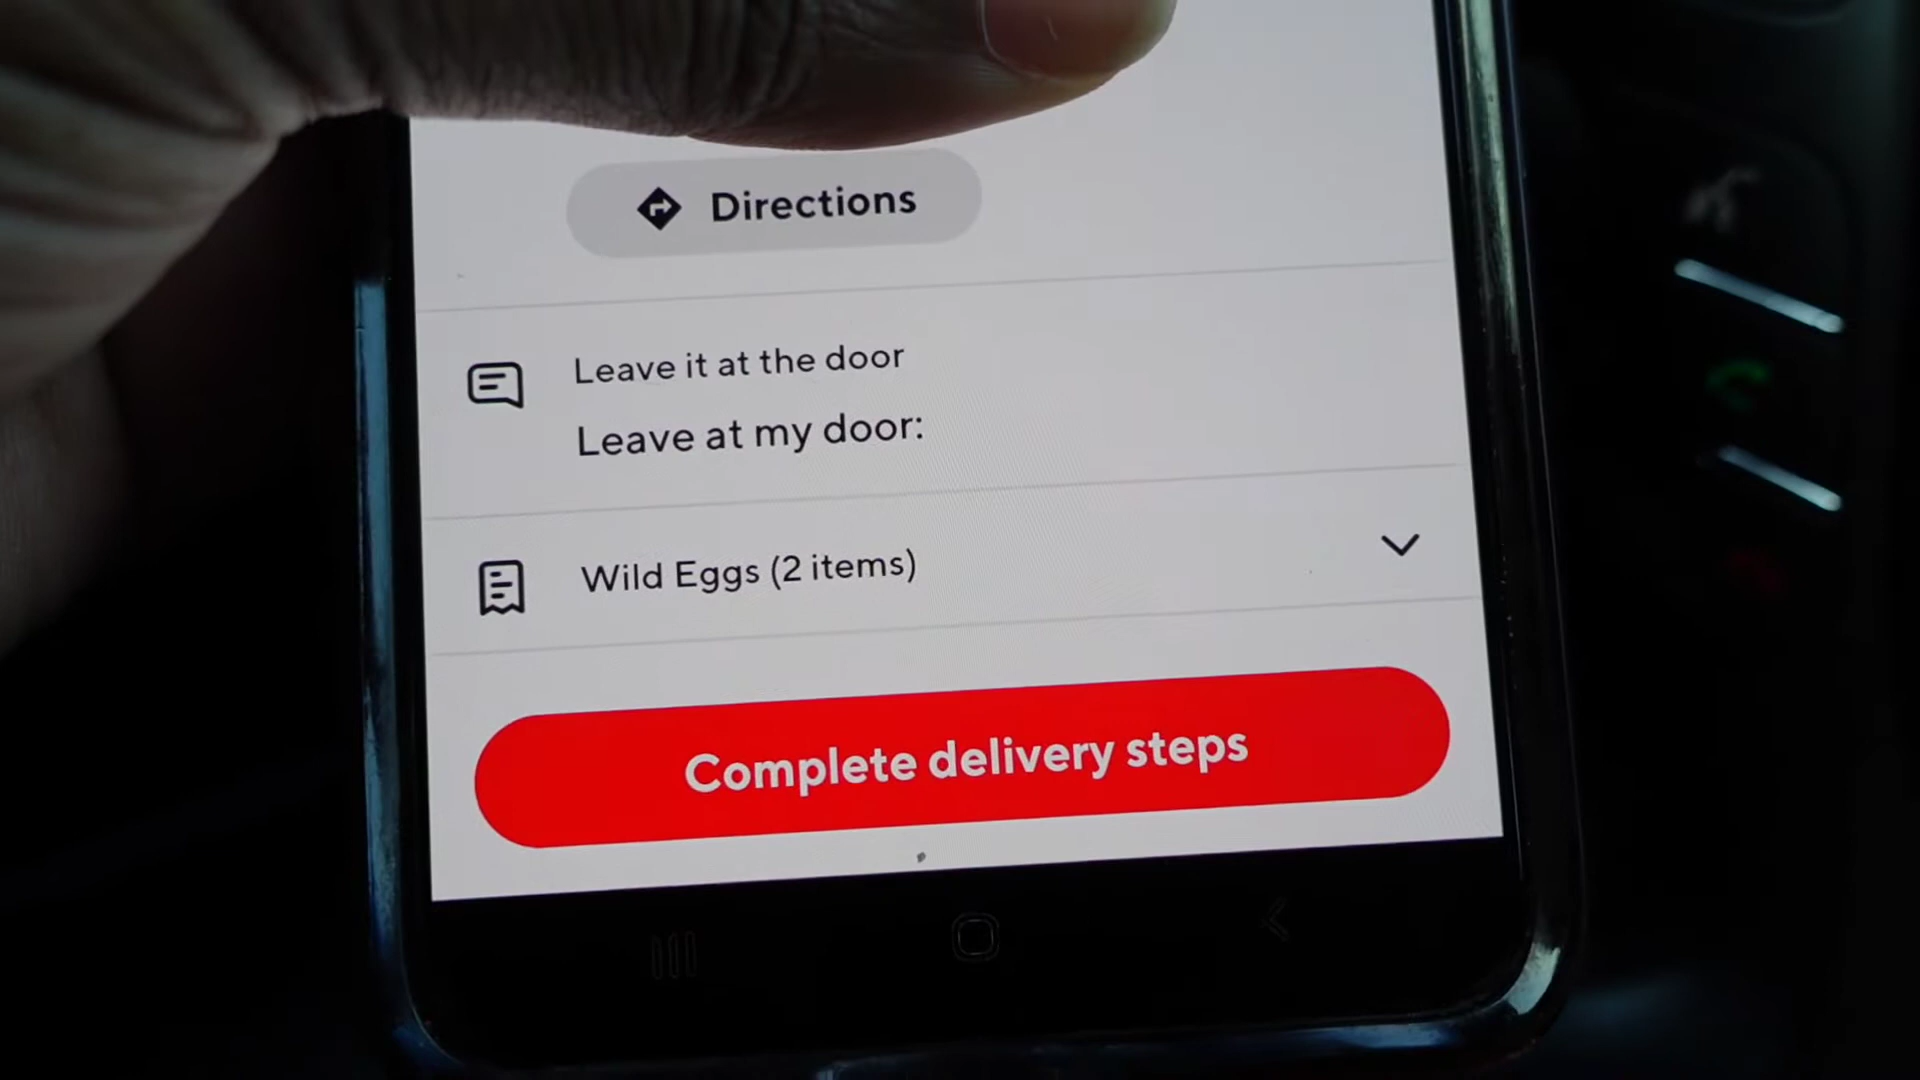 Directions
Leave it at the door
Leave at my door:
Wild Eggs (2 items)
Complete delivery steps